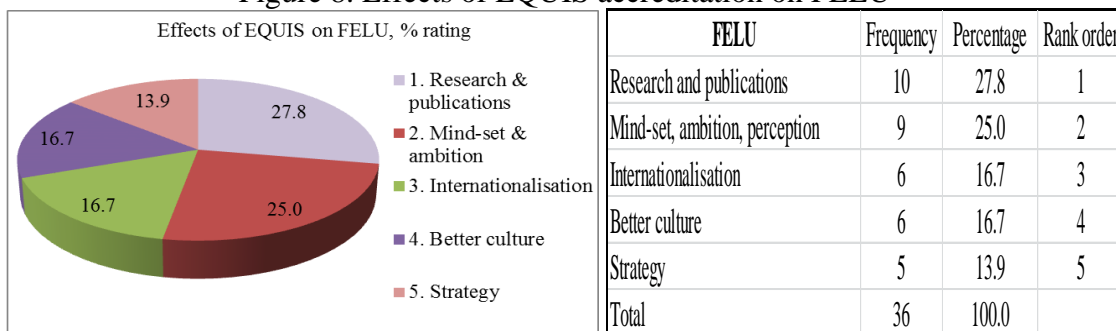 Figure 8. Effects of EQUIS accreditation on FELU
Effects of EQUIS on FELU, % rating
27.8
25.0
16.7
16.7
13.9
1. Research &
publications
2. Mind-set &
ambition
3. Internationalisation
4. Better culture
5. Strategy
FELU Frequency Percentage Rank order
Research and publications 10 27.8 1
Mind-set, ambition, perception 9 25.0 2
Internationalisation 6 16.7 3
Better culture 6 16.7 4
Strategy 5 13.9 5
Total 36 100.0